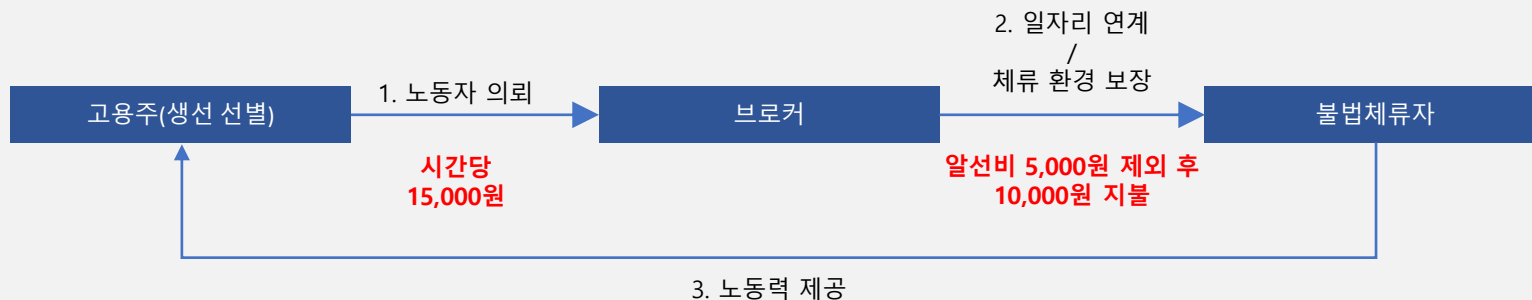 2. 일자리 연계
/
체류 환경 보장
1. 노동자 의뢰
고용주(생선 선별)
브로커
불법체류자
시간당
15,000원
알선비 5,000원 제외 후
10,000원 지불
3. 노동력 제공